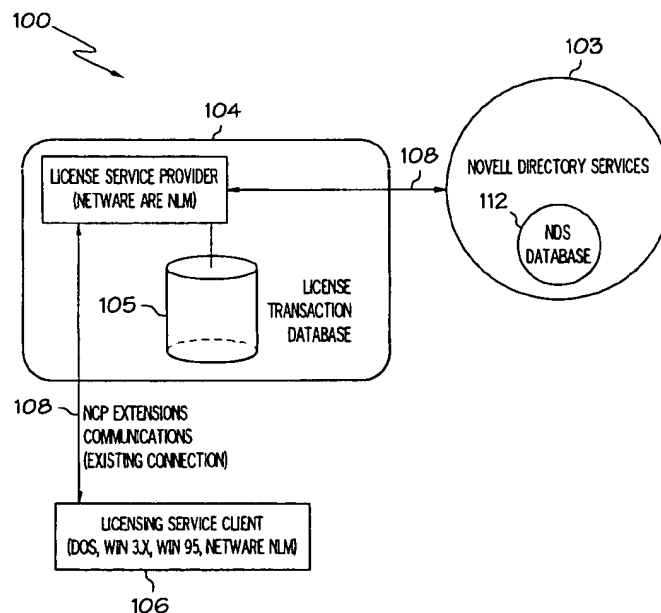 100
103
104
LICENSE SERVICE PROVIDER
(NETWARE ARE NLM)
108
NOVELL DIRECTORY SERVICES
112
NDS
DATABASE
105
LICENSE
TRANSACTION
DATABASE
108
NCP EXTENSIONS
COMMUNICATIONS
(EXISTING CONNECTION)
LICENSING SERVICE CLIENT
(DOS, WIN 3.X, WIN 95, NETWARE NLM)
106